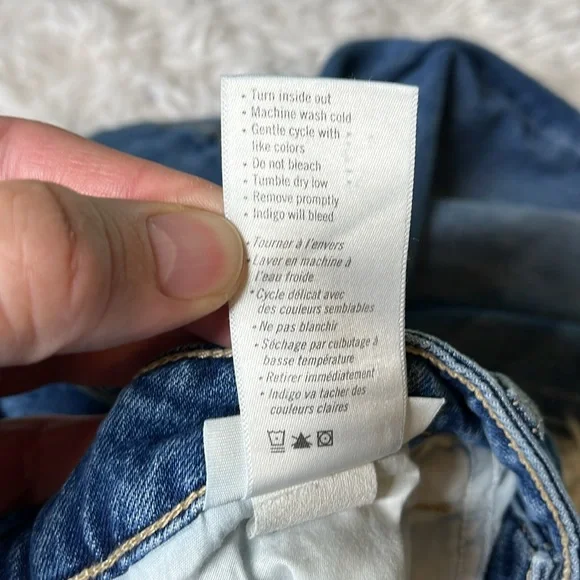 • Turn inside out
• Machine wash cold
• Gentle cycle with
like colors
• Do not bleach
• Tumble dry low
• Remove promptly
• Indigo will bleed
• Tourner à l'envers
• Laver en machine à
l'eau froide
• Cycle délicat avec
des couleurs semblables
• Ne pas blanchir
• Séchage par culbutage à
basse température
• Retirer immédiatement
• Indigo va tacher des
couleurs claires